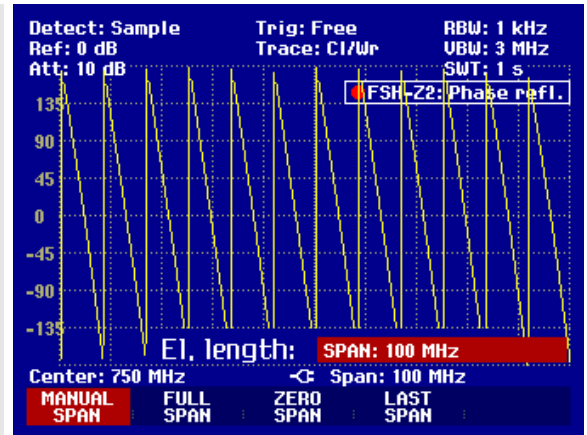 Detect: Sample Trig: Free RBW: 1 kHz
Ref: 0 dB Trace: Cl/Wr VBW: 3 MHz
Att: 10 dB SWT: 1 s
FSH-Z2: Phase refl.
135
90
45
0
-45
-90
-135
El. length: SPAN: 100 MHz
Center: 750 MHz Span: 100 MHz
MANUAL FULL ZERO LAST
SPAN SPAN SPAN SPAN